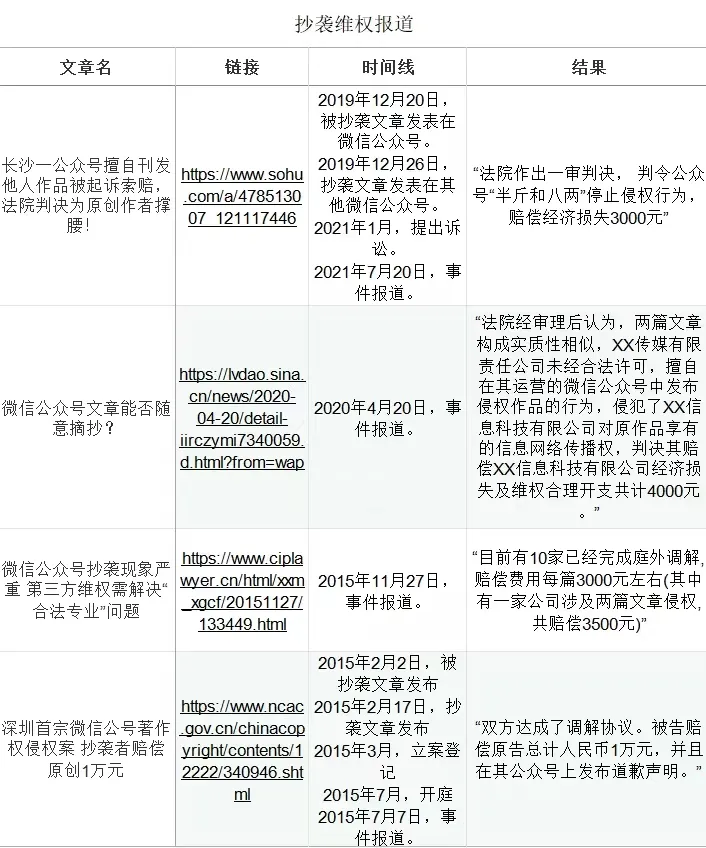 抄袭维权报道
文章名
链接
时间线
结果
长沙一公众号擅自刊发
他人作品被起诉索赔，
法院判决为原创作者撑
腰！
https://www.sohu
.com/a/4785130
07_121117446
2019年12月20日，
被抄袭文章发表在
微信公众号。
2019年12月26日，
抄袭文章发表在其
他微信公众号。
2021年1月，提出诉
讼。
2021年7月20日，事
件报道。
“法院作出一审判决， 判令公众
号“半斤和八两”停止侵权行为，
赔偿经济损失3000元”
微信公众号文章能否随
意摘抄？
https://lvdao.sina.
cn/news/2020-
04-20/detail-
iirczymi7340059.
d.html?from=wap
2020年4月20日，事
件报道。
“法院经审理后认为，两篇文章
构成实质性相似，XX传媒有限
责任公司未经合法许可，擅自
在其运营的微信公众号中发布
侵权作品的行为，侵犯了XX信
息科技有限公司对原作品享有
的信息网络传播权，判决其赔
偿XX信息科技有限公司经济损
失及维权合理开支共计4000元
。”
微信公众号抄袭现象严
重 第三方维权需解决“
合法专业”问题
https://www.cipla
wyer.cn/html/xxm
_xgcf/20151127/
133449.html
2015年11月27日，
事件报道。
“目前有10家已经完成庭外调解,
赔偿费用每篇3000元左右(其中
有一家公司涉及两篇文章侵权,
共赔偿3500元)”
深圳首宗微信公号著作
权侵权案 抄袭者赔偿
原创1万元
https://www.ncac
.gov.cn/chinacop
yright/contents/1
2222/340946.sht
ml
2015年2月2日，被
抄袭文章发布
2015年2月17日，抄
袭文章发布
2015年3月，立案登
记
2015年7月，开庭
2015年7月7日，事
件报道。
“双方达成了调解协议。被告赔
偿原告总计人民币1万元，并且
在其公众号上发布道歉声明。”